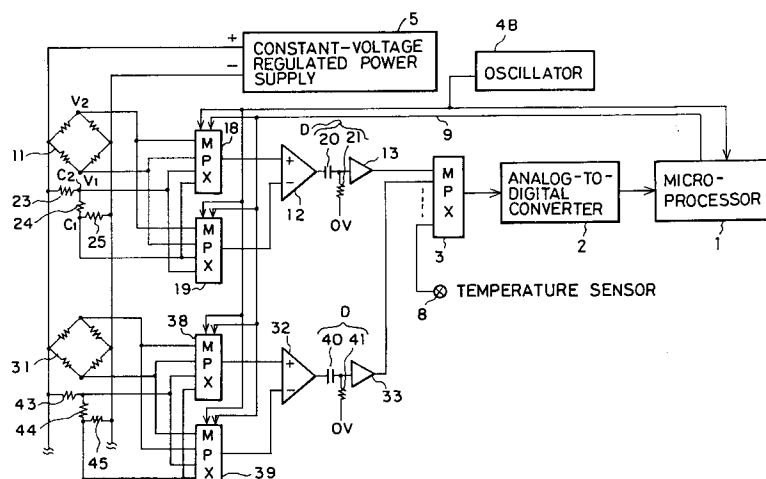 5
48
+
−
CONSTANT-VOLTAGE
REGULATED POWER
SUPPLY
OSCILLATOR
V2
18
D
20 21
13
9
11
MPX
C2
V1
23
24
C1
25
12
0V
MPX
19
MPX
3
ANALOG-TO-
DIGITAL
CONVERTER
2
MICRO-
PROCESSOR
1
8
TEMPERATURE SENSOR
38
32
D
40 41
31
MPX
33
0V
43
44
45
MPX
39
+
−
+
−